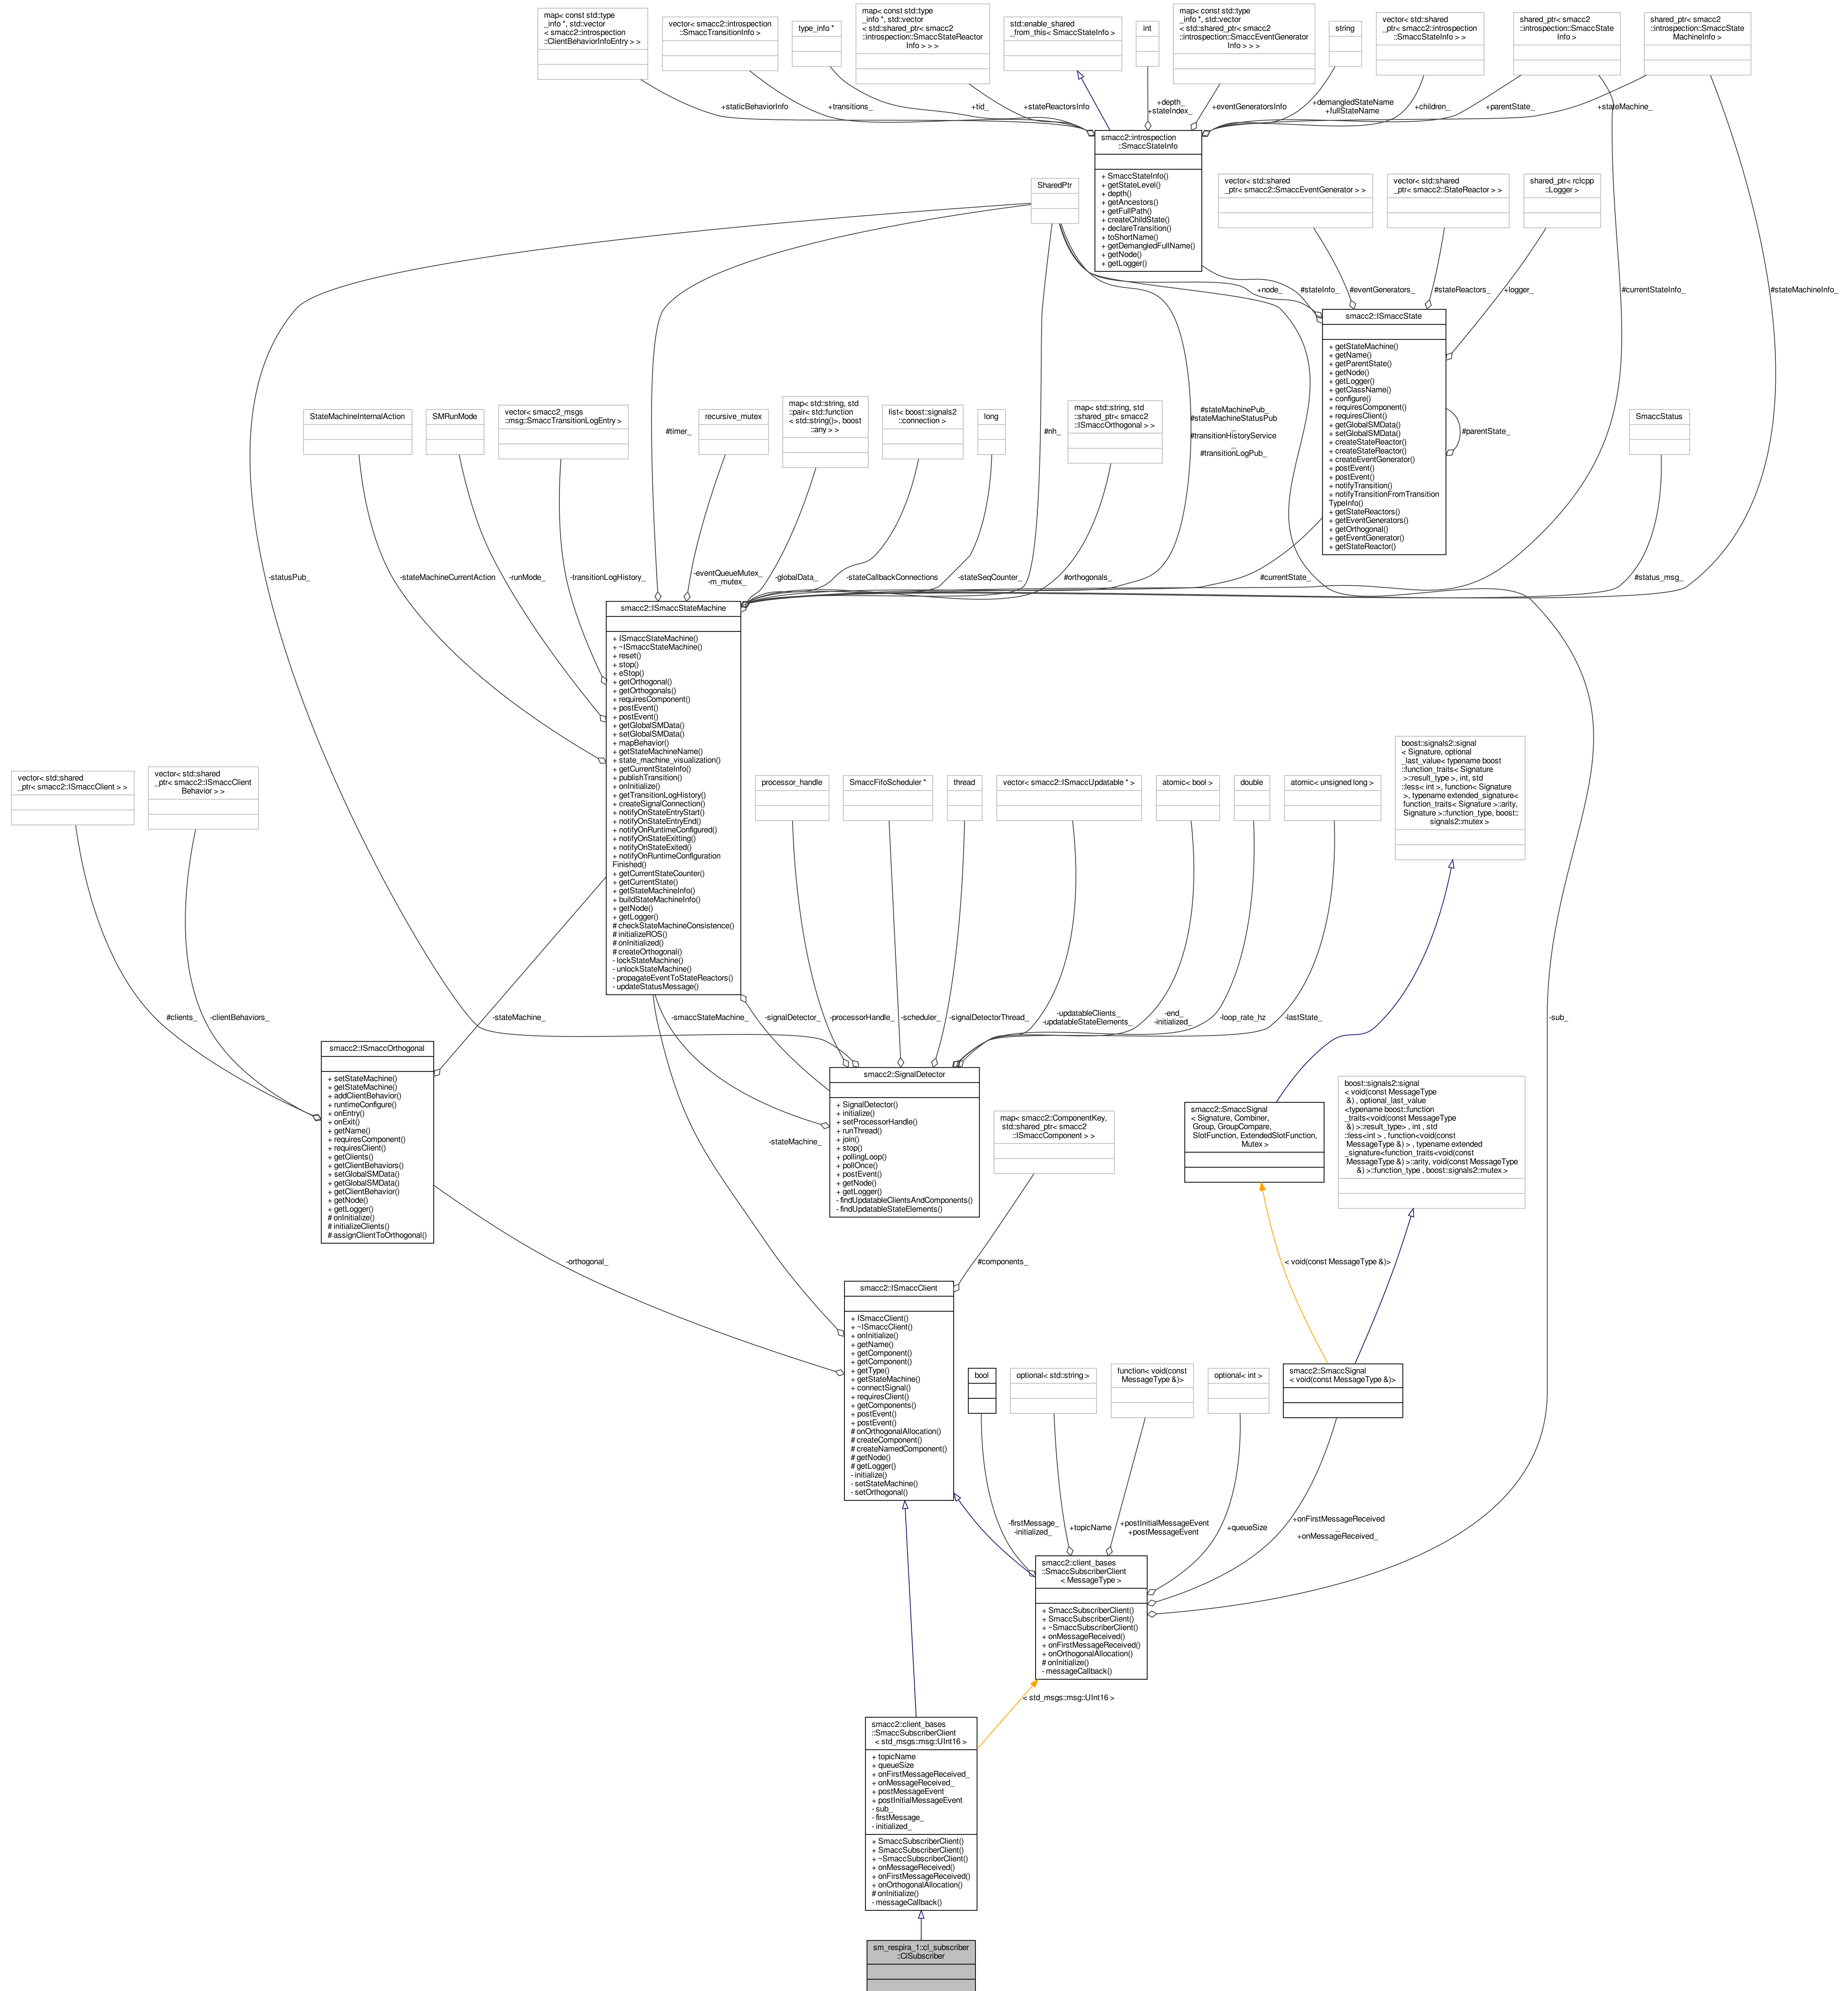 map< const std::type
_info *, std::vector
< smacc2::introspection
::ClientBehaviorInfoEntry > >
vector< smacc2::introspection
::SmaccTransitionInfo >
type_info *
map< const std::type
_info *, std::vector
< std::shared_ptr< smacc2
::introspection::SmaccStateReactor
Info > > >
std::enable_shared
_from_this< SmaccStateInfo >
int
map< const std::type
_info *, std::vector
< std::shared_ptr< smacc2
::introspection::SmaccEventGenerator
Info > > >
string
vector< std::shared
_ptr< smacc2::introspection
::SmaccStateInfo > >
shared_ptr< smacc2
::introspection::SmaccState
Info >
shared_ptr< smacc2
::introspection::SmaccState
MachineInfo >
+staticBehaviorInfo
+transitions_
+tid_
+stateReactorsInfo
+depth_
+stateIndex_
+eventGeneratorsInfo
+demangledStateName
+fullStateName
+children_
+parentState_
+stateMachine_
smacc2::introspection
::SmaccStateInfo
+ SmaccStateInfo()
+ getStateLevel()
+ depth()
+ getAncestors()
+ getFullPath()
+ createChildState()
+ declareTransition()
+ toShortName()
+ getDemangledFullName()
+ getNode()
+ getLogger()
SharedPtr
vector< std::shared
_ptr< smacc2::SmaccEventGenerator > >
vector< std::shared
_ptr< smacc2::StateReactor > >
shared_ptr< rclcpp
::Logger >
+node_
#stateInfo_
#eventGenerators_
#stateReactors_
+logger_
#currentStateInfo_
#stateMachineInfo_
smacc2::ISmaccState
+ getStateMachine()
+ getName()
+ getParentState()
+ getNode()
+ getLogger()
+ getClassName()
+ configure()
+ requiresComponent()
+ requiresClient()
+ getGlobalSMData()
+ setGlobalSMData()
+ createStateReactor()
+ createStateReactor()
+ createEventGenerator()
+ postEvent()
+ postEvent()
+ notifyTransition()
+ notifyTransitionFromTransition
TypeInfo()
+ getStateReactors()
+ getEventGenerators()
+ getOrthogonal()
+ getEventGenerator()
+ getStateReactor()
#parentState_
StateMachineInternalAction
SMRunMode
vector< smacc2_msgs
::msg::SmaccTransitionLogEntry >
#timer_
recursive_mutex
map< std::string, std
::pair< std::function
< std::string()>, boost
::any > >
list< boost::signals2
::connection >
long
#nh_
map< std::string, std
::shared_ptr< smacc2
::ISmaccOrthogonal > >
#stateMachinePub_
#stateMachineStatusPub
_
#transitionHistoryService
_
#transitionLogPub_
SmaccStatus
-statusPub_
-stateMachineCurrentAction
-runMode_
-transitionLogHistory_
-eventQueueMutex_
-m_mutex_
-globalData_
-stateCallbackConnections
-stateSeqCounter_
#orthogonals_
#currentState_
#status_msg_
smacc2::ISmaccStateMachine
+ ISmaccStateMachine()
+ ~ISmaccStateMachine()
+ reset()
+ stop()
+ eStop()
+ getOrthogonal()
+ getOrthogonals()
+ requiresComponent()
+ postEvent()
+ postEvent()
+ getGlobalSMData()
+ setGlobalSMData()
+ mapBehavior()
+ getStateMachineName()
+ state_machine_visualization()
+ getCurrentStateInfo()
+ publishTransition()
+ onInitialize()
+ getTransitionLogHistory()
+ createSignalConnection()
+ notifyOnStateEntryStart()
+ notifyOnStateEntryEnd()
+ notifyOnRuntimeConfigured()
+ notifyOnStateExitting()
+ notifyOnStateExited()
+ notifyOnRuntimeConfiguration
Finished()
+ getCurrentStateCounter()
+ getCurrentState()
+ getStateMachineInfo()
+ buildStateMachineInfo()
+ getNode()
+ getLogger()
# checkStateMachineConsistence()
# initializeROS()
# onInitialized()
# createOrthogonal()
- lockStateMachine()
- unlockStateMachine()
- propagateEventToStateReactors()
- updateStatusMessage()
vector< std::shared
_ptr< smacc2::ISmaccClient > >
vector< std::shared
_ptr< smacc2::ISmaccClient
Behavior > >
processor_handle
SmaccFifoScheduler *
thread
vector< smacc2::ISmaccUpdatable * >
atomic< bool >
double
atomic< unsigned long >
boost::signals2::signal
< Signature, optional
_last_value< typename boost
::function_traits< Signature
>::result_type >, int, std
::less< int >, function< Signature
>, typename extended_signature<
function_traits< Signature >::arity,
Signature >::function_type, boost::
signals2::mutex >
#clients_
-clientBehaviors_
-stateMachine_
-smaccStateMachine_
-signalDetector_
-processorHandle_
-scheduler_
-signalDetectorThread_
-updatableClients_
-updatableStateElements_
-end_
-initialized_
-loop_rate_hz
-lastState_
-sub_
smacc2::ISmaccOrthogonal
+ setStateMachine()
+ getStateMachine()
+ addClientBehavior()
+ runtimeConfigure()
+ onEntry()
+ onExit()
+ getName()
+ requiresComponent()
+ requiresClient()
+ getClients()
+ getClientBehaviors()
+ setGlobalSMData()
+ getGlobalSMData()
+ getClientBehavior()
+ getNode()
+ getLogger()
# onInitialize()
# initializeClients()
# assignClientToOrthogonal()
smacc2::SignalDetector
+ SignalDetector()
+ initialize()
+ setProcessorHandle()
+ runThread()
+ join()
+ stop()
+ pollingLoop()
+ pollOnce()
+ postEvent()
+ getNode()
+ getLogger()
- findUpdatableClientsAndComponents()
- findUpdatableStateElements()
map< smacc2::ComponentKey,
std::shared_ptr< smacc2
::ISmaccComponent > >
smacc2::SmaccSignal
< Signature, Combiner,
Group, GroupCompare,
SlotFunction, ExtendedSlotFunction,
Mutex >
boost::signals2::signal
< void(const MessageType
&) , optional_last_value
<typename boost::function
_traits<void(const MessageType
&) >::result_type> , int , std
::less<int > , function<void(const
MessageType &) > , typename extended
_signature<function_traits<void(const
MessageType &) >::arity, void(const MessageType
&) >::function_type , boost::signals2::mutex >
-stateMachine_
-orthogonal_
#components_
< void(const MessageType &)>
smacc2::ISmaccClient
+ ISmaccClient()
+ ~ISmaccClient()
+ onInitialize()
+ getName()
+ getComponent()
+ getComponent()
+ getType()
+ getStateMachine()
+ connectSignal()
+ requiresClient()
+ getComponents()
+ postEvent()
+ postEvent()
# onOrthogonalAllocation()
# createComponent()
# createNamedComponent()
# getNode()
# getLogger()
- initialize()
- setStateMachine()
- setOrthogonal()
bool
optional< std::string >
function< void(const
MessageType &)>
optional< int >
smacc2::SmaccSignal
< void(const MessageType &)>
-firstMessage_
-initialized_
+topicName
+postInitialMessageEvent
+postMessageEvent
+queueSize
+onFirstMessageReceived
_
+onMessageReceived_
smacc2::client_bases
::SmaccSubscriberClient
< MessageType >
+ SmaccSubscriberClient()
+ SmaccSubscriberClient()
+ ~SmaccSubscriberClient()
+ onMessageReceived()
+ onFirstMessageReceived()
+ onOrthogonalAllocation()
# onInitialize()
- messageCallback()
< std_msgs::msg::UInt16 >
smacc2::client_bases
::SmaccSubscriberClient
< std_msgs::msg::UInt16 >
+ topicName
+ queueSize
+ onFirstMessageReceived_
+ onMessageReceived_
+ postMessageEvent
+ postInitialMessageEvent
- sub_
- firstMessage_
- initialized_
+ SmaccSubscriberClient()
+ SmaccSubscriberClient()
+ ~SmaccSubscriberClient()
+ onMessageReceived()
+ onFirstMessageReceived()
+ onOrthogonalAllocation()
# onInitialize()
- messageCallback()
sm_respira_1::cl_subscriber
::ClSubscriber